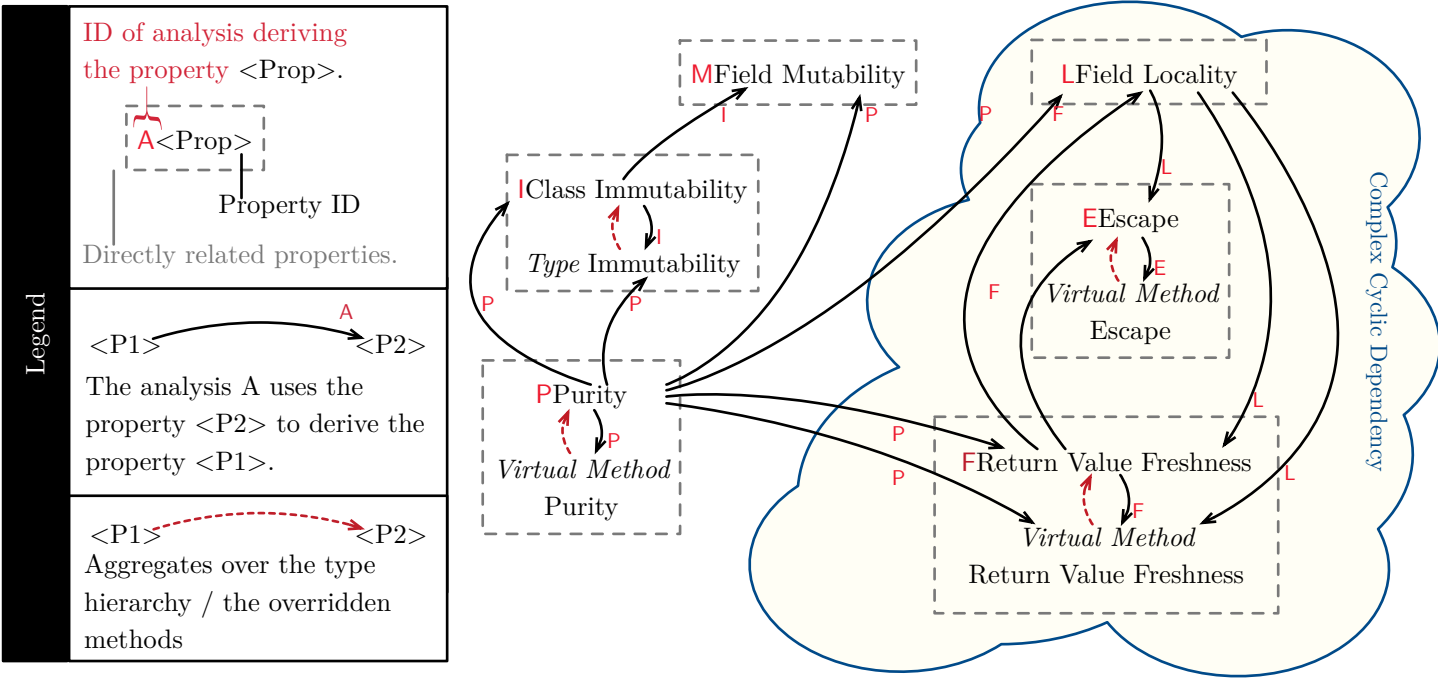 Legend
ID of analysis deriving
the property <Prop>.
A<Prop>
Property ID
Directly related properties.
A
<P1> <P2>
The analysis A uses the
property <P2> to derive the
property <P1>.
<P1> <P2>
Aggregates over the type
hierarchy / the overridden
methods
MField Mutability
I
P
IClass Immutability
I
Type Immutability
P
P
PPurity
P
Virtual Method
Purity
P
P
P
F
LField Locality
L
EEscape
E
Virtual Method
Escape
F
L
L
FReturn Value Freshness
F
Virtual Method
Return Value Freshness
Complex Cyclic Dependency